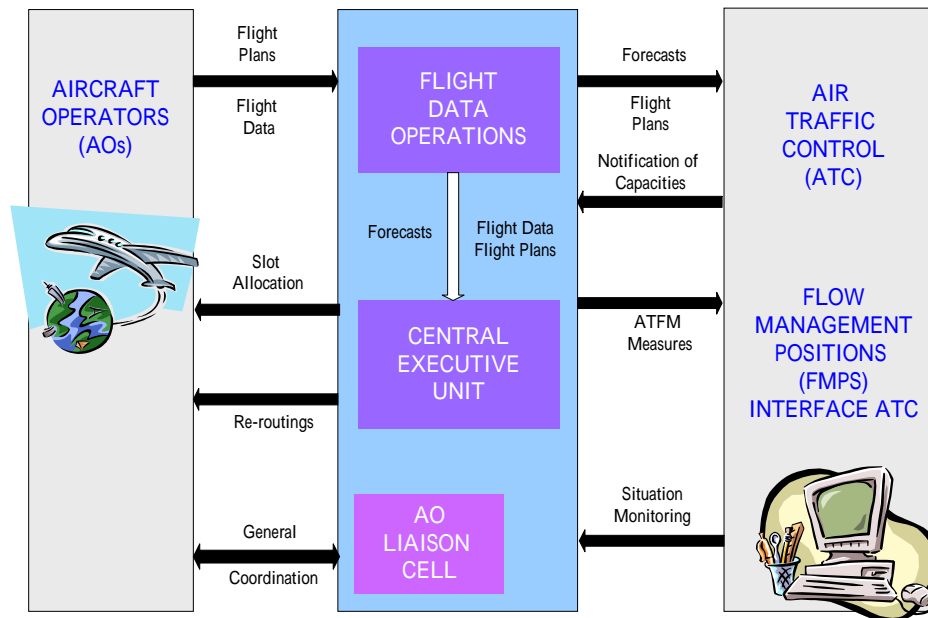 AIRCRAFT
OPERATORS
(AOs)
Flight
Plans
Flight
Data
Slot
Allocation
Re-routings
General
Coordination
FLIGHT
DATA
OPERATIONS
Forecasts
Flight Data
Flight Plans
CENTRAL
EXECUTIVE
UNIT
AO
LIAISON
CELL
Forecasts
Flight
Plans
Notification of
Capacities
ATFM
Measures
Situation
Monitoring
AIR
TRAFFIC
CONTROL
(ATC)
FLOW
MANAGEMENT
POSITIONS
(FMPS)
INTERFACE ATC